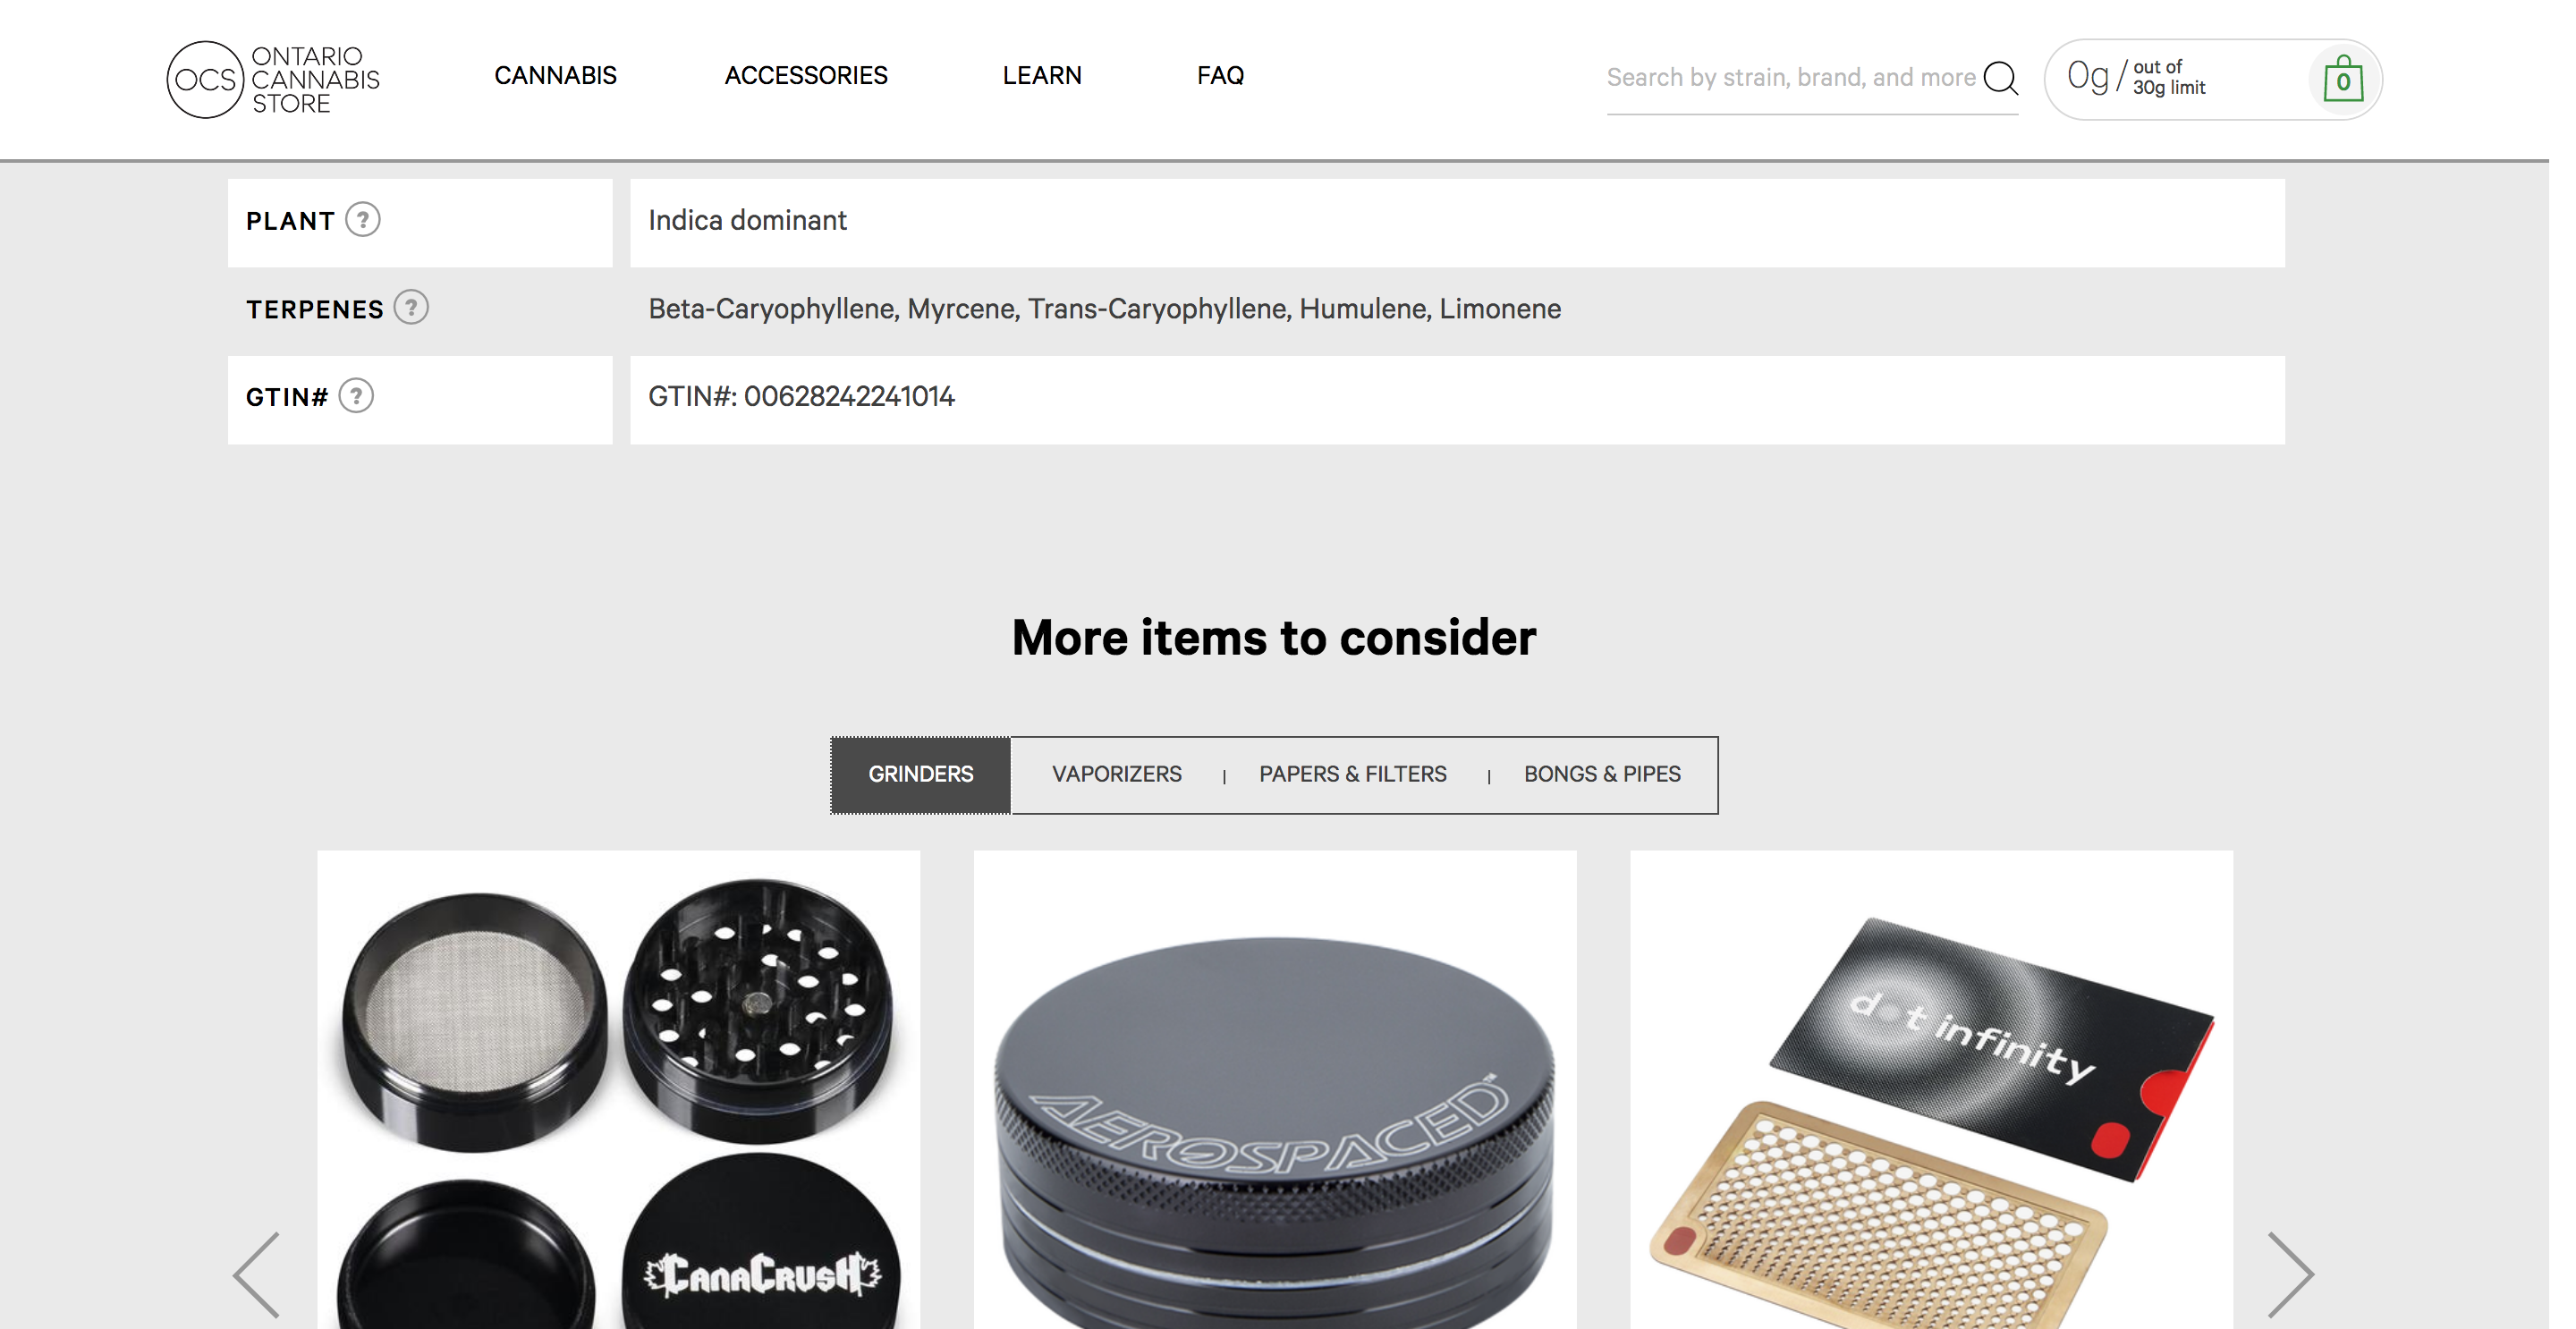 OCS ONTARIO
CANNABIS
STORE
CANNABIS
ACCESSORIES
LEARN
FAQ
Search by strain, brand, and more
0g / out of
30g limit
0
PLANT ?
Indica dominant
TERPENES ?
Beta-Caryophyllene, Myrcene, Trans-Caryophyllene, Humulene, Limonene
GTIN# ?
GTIN#: 00628242241014
More items to consider
GRINDERS
VAPORIZERS
PAPERS & FILTERS
BONGS & PIPES
CANACRUSH
AEROSPACED™
dot infinity